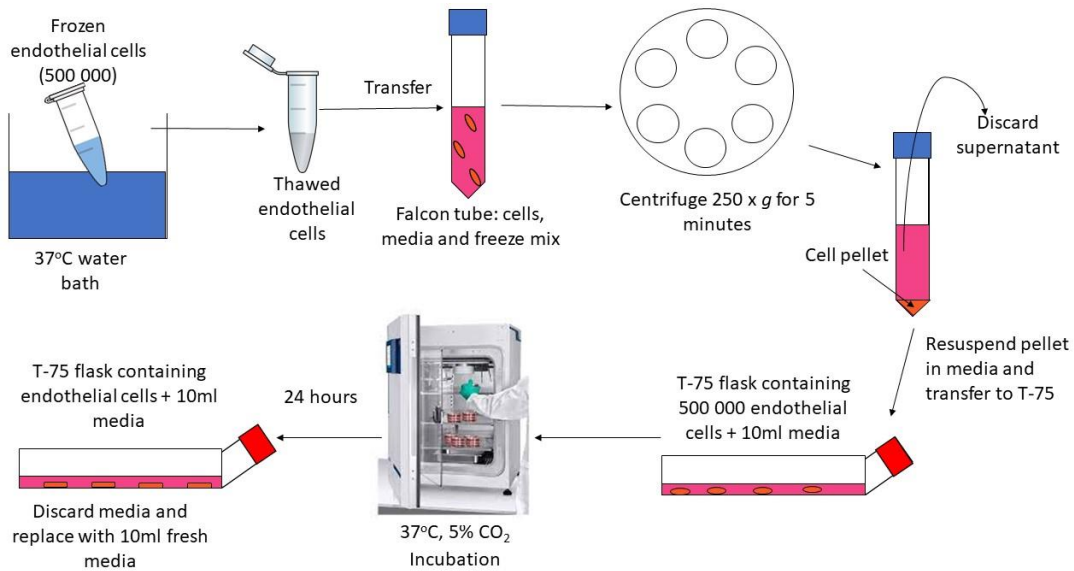 Frozen
endothelial cells
(500 000)
37°C water
bath
Thawed
endothelial
cells
Transfer
Falcon tube: cells,
media and freeze mix
Centrifuge 250 x g for 5
minutes
Discard
supernatant
Cell pellet
Resuspend pellet
in media and
transfer to T-75
T-75 flask containing
500 000 endothelial
cells + 10ml media
37°C, 5% CO₂
Incubation
24 hours
T-75 flask containing
endothelial cells + 10ml
media
Discard media and
replace with 10ml fresh
media